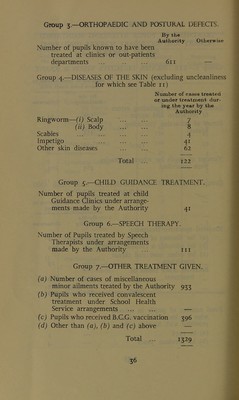 Group 3.—ORTHOPAEDIC AND POSTURAL DEFECTS.
By the
Authority Otherwise
Number of pupils known to have been
treated at clinics or out-patients
departments 611 —
Group 4.—DISEASES OF THE SKIN (excluding uncleanliness
for which see Table 11)
Number of cases treated
or under treatment dur-
ing the year by the
Authority
Ringworm—(i) Scalp 7
(ii) Body 8
Scabies 4
Impetigo 41
Other skin diseases 62
Total 122
Group 5.—CHILD GUIDANCE TREATMENT.
Number of pupils treated at child
Guidance Clinics under arrange-
ments made by the Authority 41
Group 6.—SPEECH THERAPY.
Number of Pupils treated by Speech
Therapists under arrangements
made by the Authority 111
Group 7.—OTHER TREATMENT GIVEN.
(a) Number of cases of miscellaneous
minor ailments treated by the Authority 933
(b) Pupils who received convalescent
treatment under School Health
Service arrangements —
(c) Pupils who received B.C.G. vaccination 396
(d) Other than (a), (b) and (c) above —
Total 1329
36